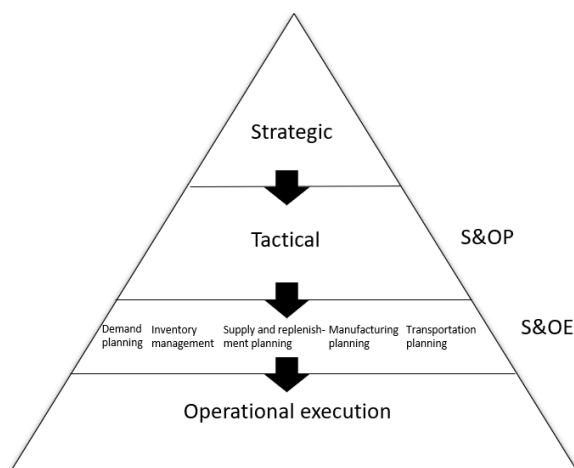 Strategic
Tactical
S&OP
S&OE
Demand planning
Inventory management
Supply and replenish-
ment planning
Manufacturing planning
Transportation planning
Operational execution